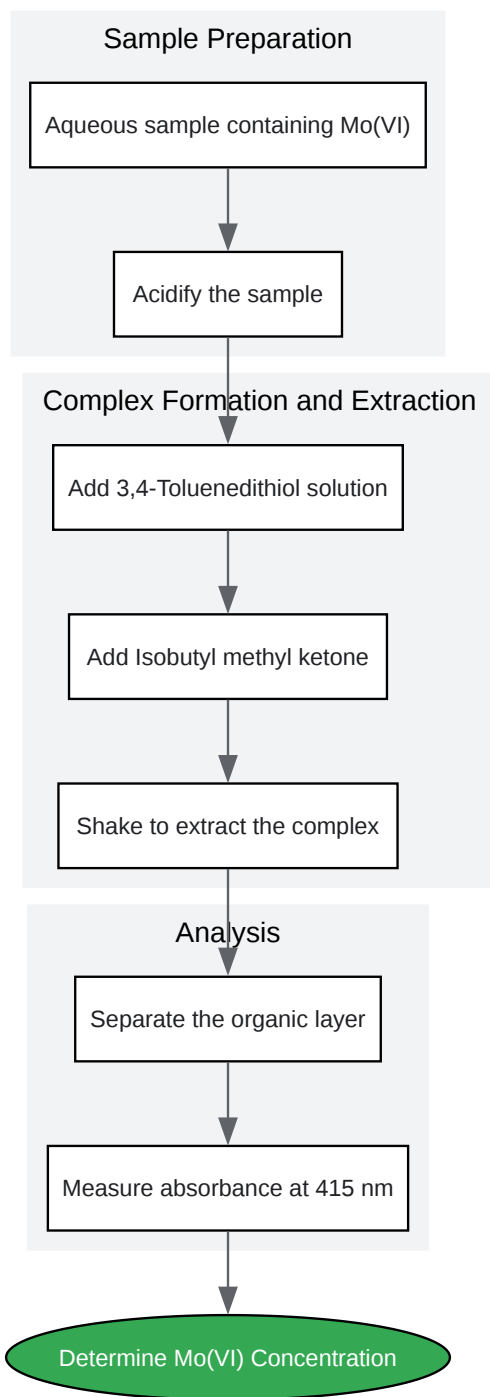 Sample Preparation
Aqueous sample containing Mo(VI)
Acidify the sample
Complex Formation and Extraction
Add 3,4-Toluenedithiol solution
Add Isobutyl methyl ketone
Shake to extract the complex
Analysis
Separate the organic layer
Measure absorbance at 415 nm
Determine Mo(VI) Concentration